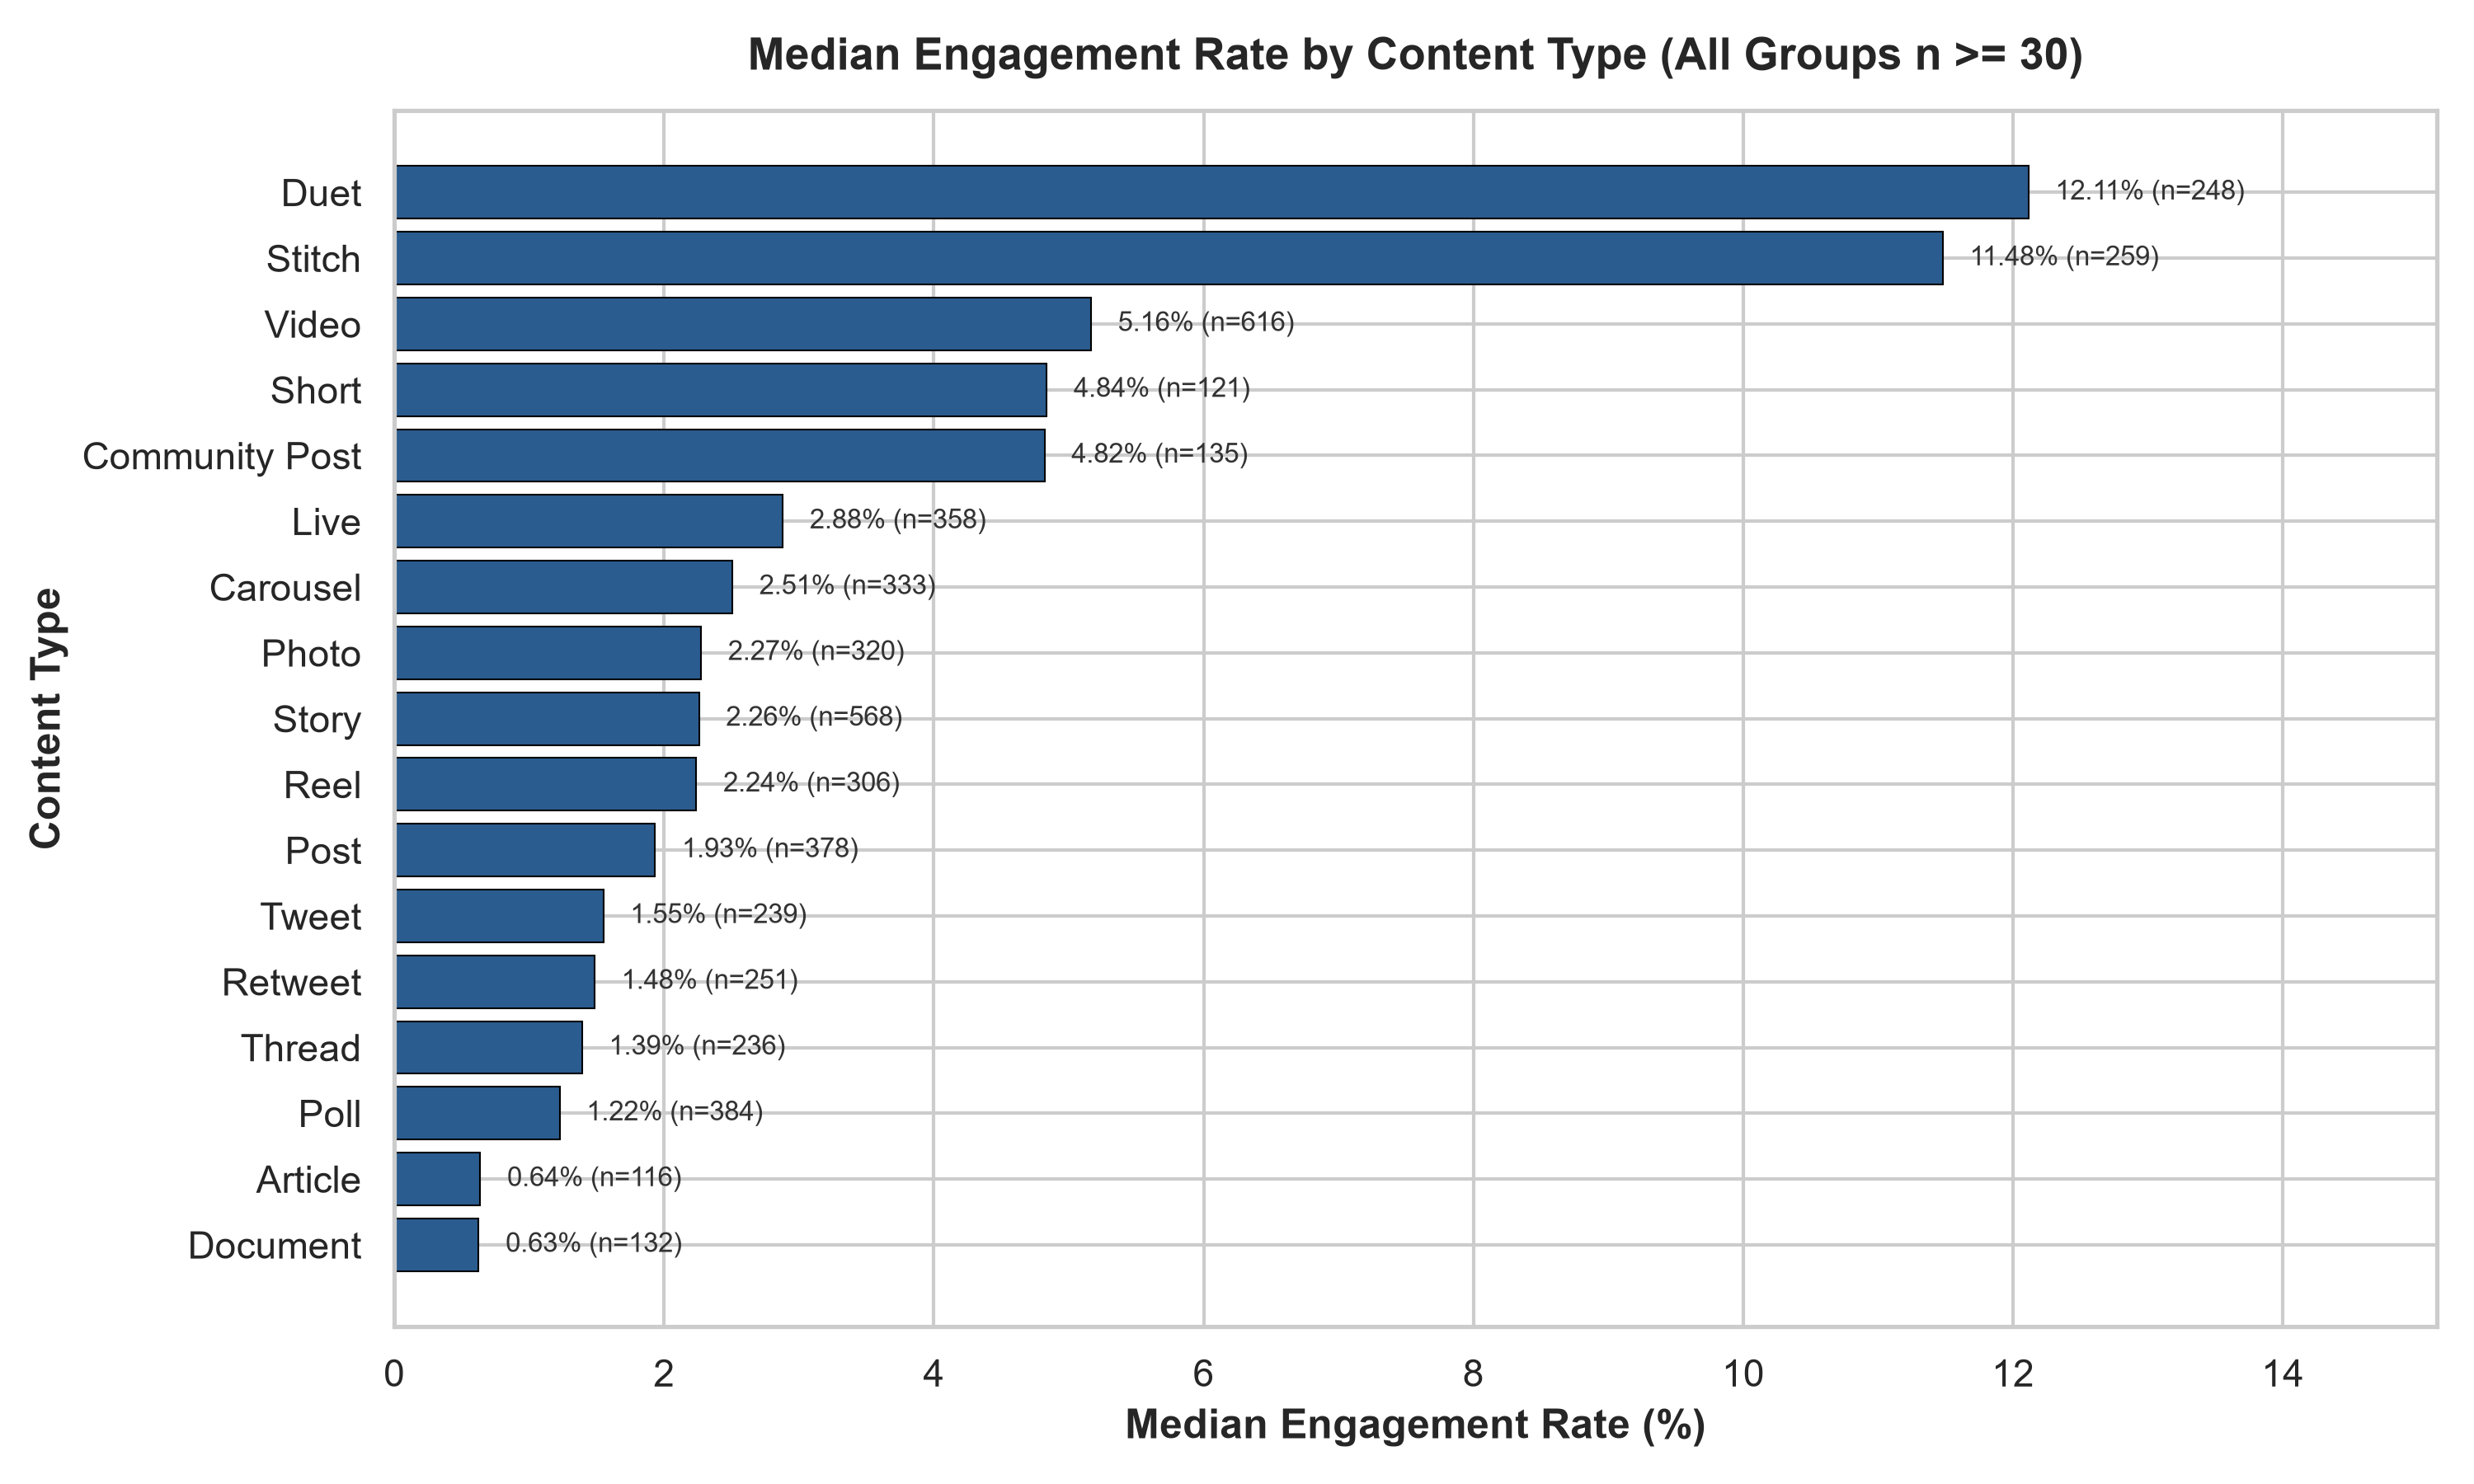 Median Engagement Rate by Content Type (All Groups n >= 30)
Content Type
Duet 12.11% (n=248)
Stitch 11.48% (n=259)
Video 5.16% (n=616)
Short 4.84% (n=121)
Community Post 4.82% (n=135)
Live 2.88% (n=358)
Carousel 2.51% (n=333)
Photo 2.27% (n=320)
Story 2.26% (n=568)
Reel 2.24% (n=306)
Post 1.93% (n=378)
Tweet 1.55% (n=239)
Retweet 1.48% (n=251)
Thread 1.39% (n=236)
Poll 1.22% (n=384)
Article 0.64% (n=116)
Document 0.63% (n=132)
0 2 4 6 8 10 12 14
Median Engagement Rate (%)